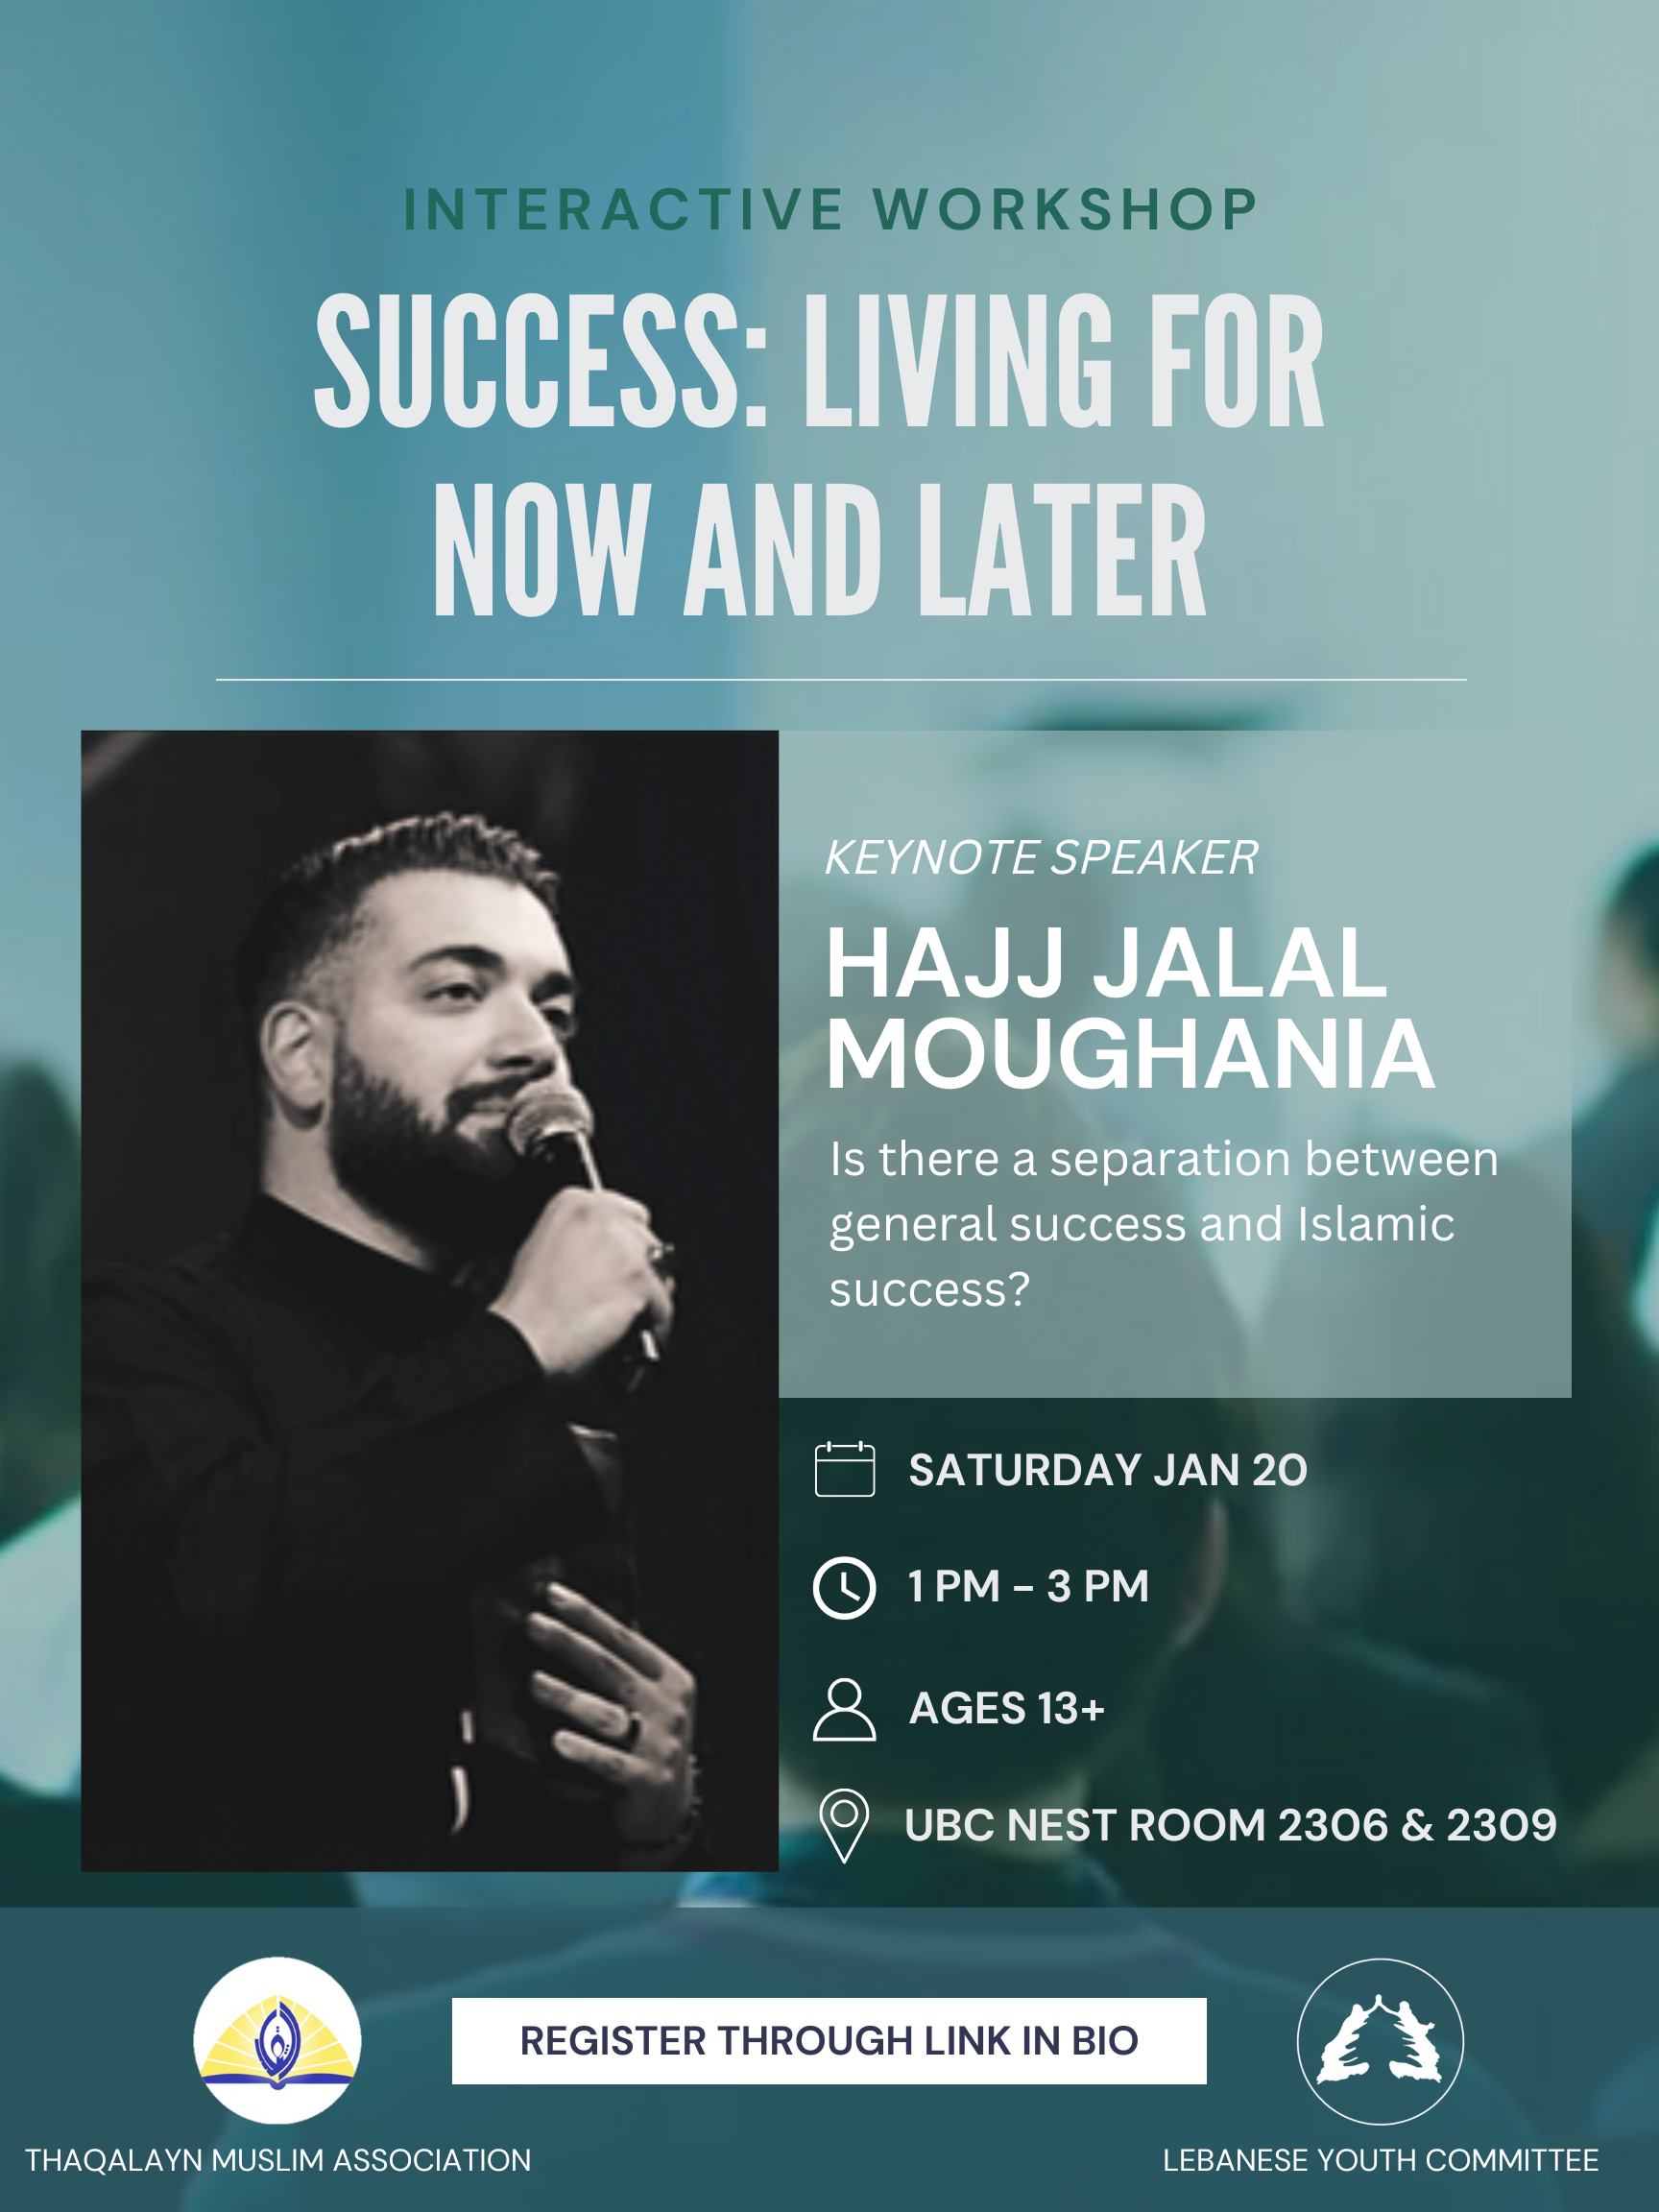 INTERACTIVE WORKSHOP
SUCCESS: LIVING FOR
NOW AND LATER
KEYNOTE SPEAKER
HAJJ JALAL
MOUGHANIA
Is there a separation between
general success and Islamic
success?
SATURDAY JAN 20
1 PM – 3 PM
AGES 13+
UBC NEST ROOM 2306 & 2309
REGISTER THROUGH LINK IN BIO
THAQALAYN MUSLIM ASSOCIATION
LEBANESE YOUTH COMMITTEE